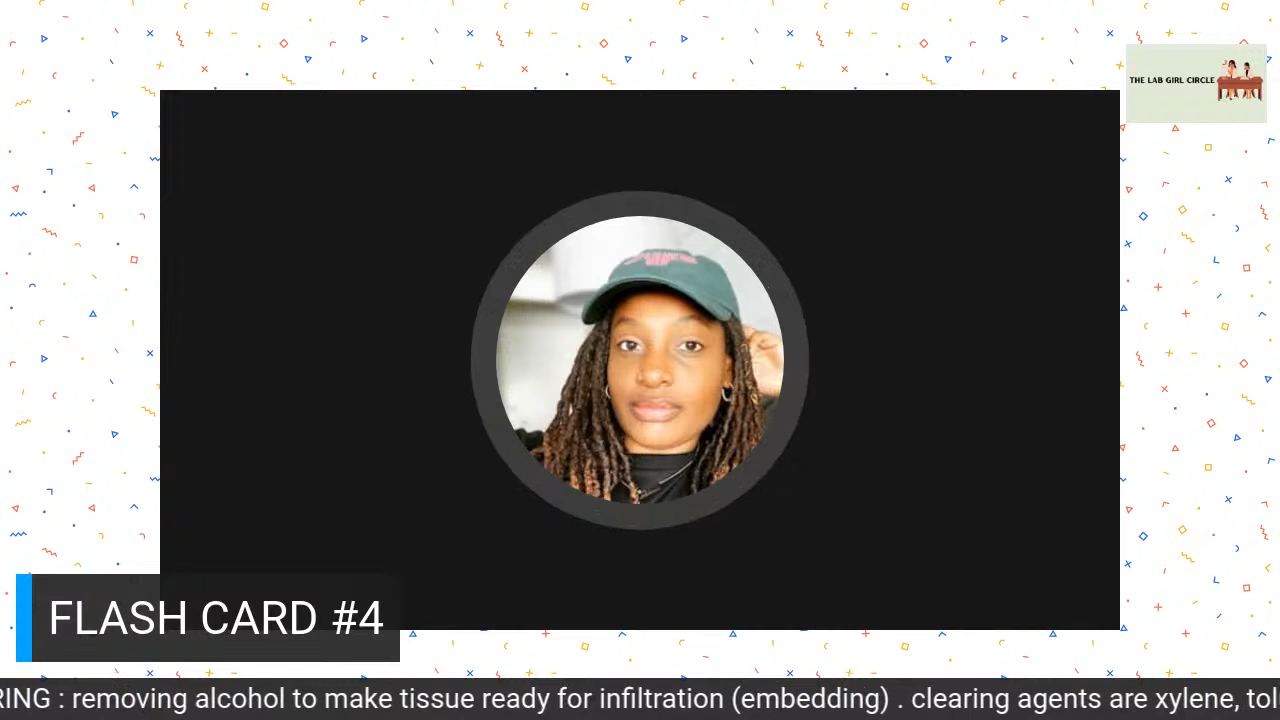 THE LAB GIRL CIRCLE
FLASH CARD #4
RING : removing alcohol to make tissue ready for infiltration (embedding) . clearing agents are xylene, tol